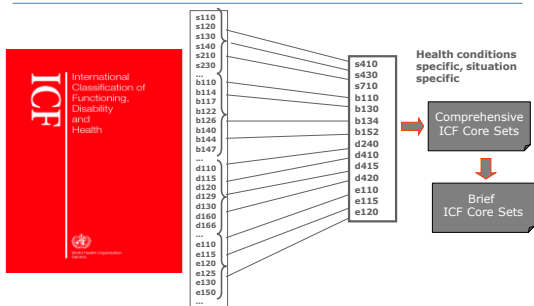 ICF
International
Classification of
Functioning,
Disability
and
Health
World Health Organization
Geneva
s110
s120
s130
s140
s210
s230
...
b110
b114
b117
b122
b126
b140
b144
b147
...
d110
d115
d120
d129
d130
d160
d166
...
e110
e115
e120
e125
e130
e150
...
s410
s430
s710
b110
b130
b134
b152
d240
d410
d415
d420
e110
e115
e120
Health conditions
specific, situation
specific
Comprehensive
ICF Core Sets
Brief
ICF Core Sets